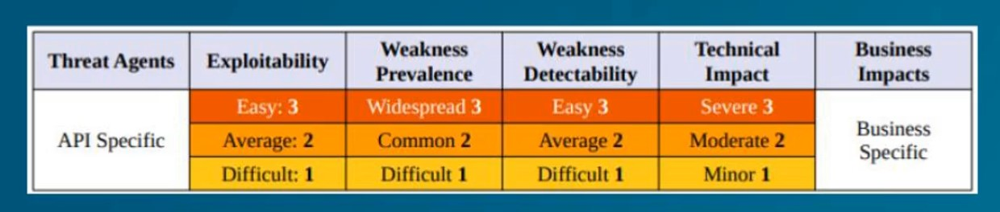 Threat Agents Exploitability Weakness Prevalence Weakness Detectability Technical Impact Business Impacts
API Specific Easy: 3 Widespread 3 Easy 3 Severe 3 Business Specific
Average: 2 Common 2 Average 2 Moderate 2
Difficult: 1 Difficult 1 Difficult 1 Minor 1